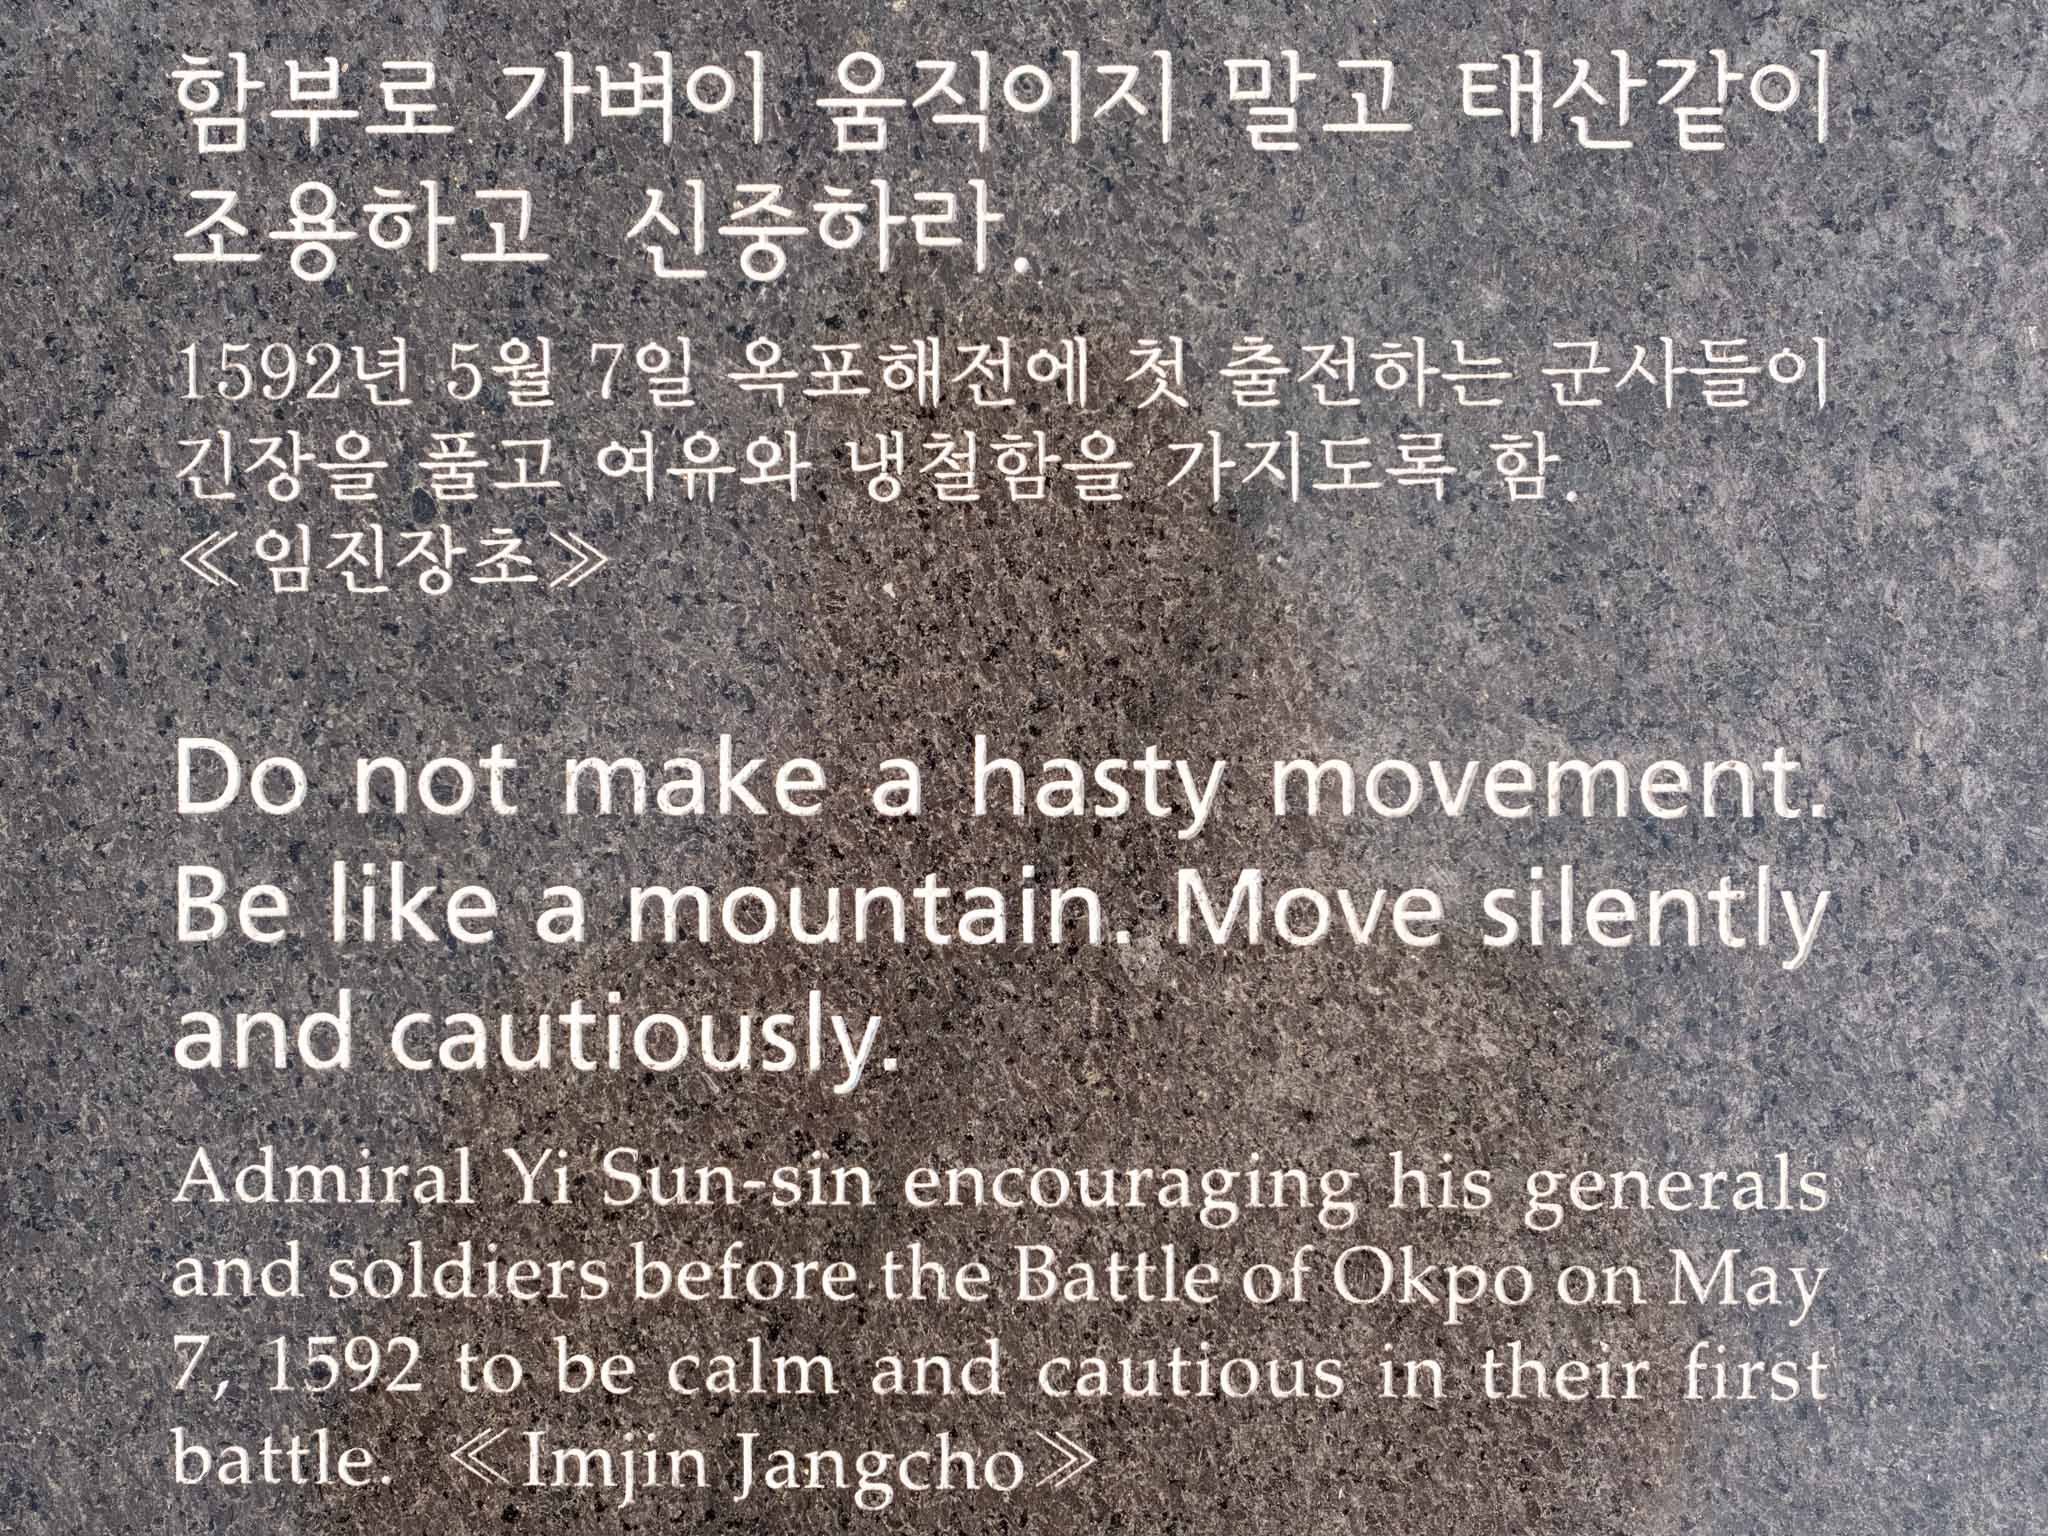 함부로 가벼이 움직이지 말고 태산같이
조용하고 신중하라.
1592년 5월 7일 옥포해전에 첫 출전하는 군사들이
긴장을 풀고 여유와 냉철함을 가지도록 함.
≪임진장초≫
Do not make a hasty movement.
Be like a mountain. Move silently
and cautiously.
Admiral Yi Sun-sin encouraging his generals
and soldiers before the Battle of Okpo on May
7, 1592 to be calm and cautious in their first
battle. ≪Imjin Jangcho≫